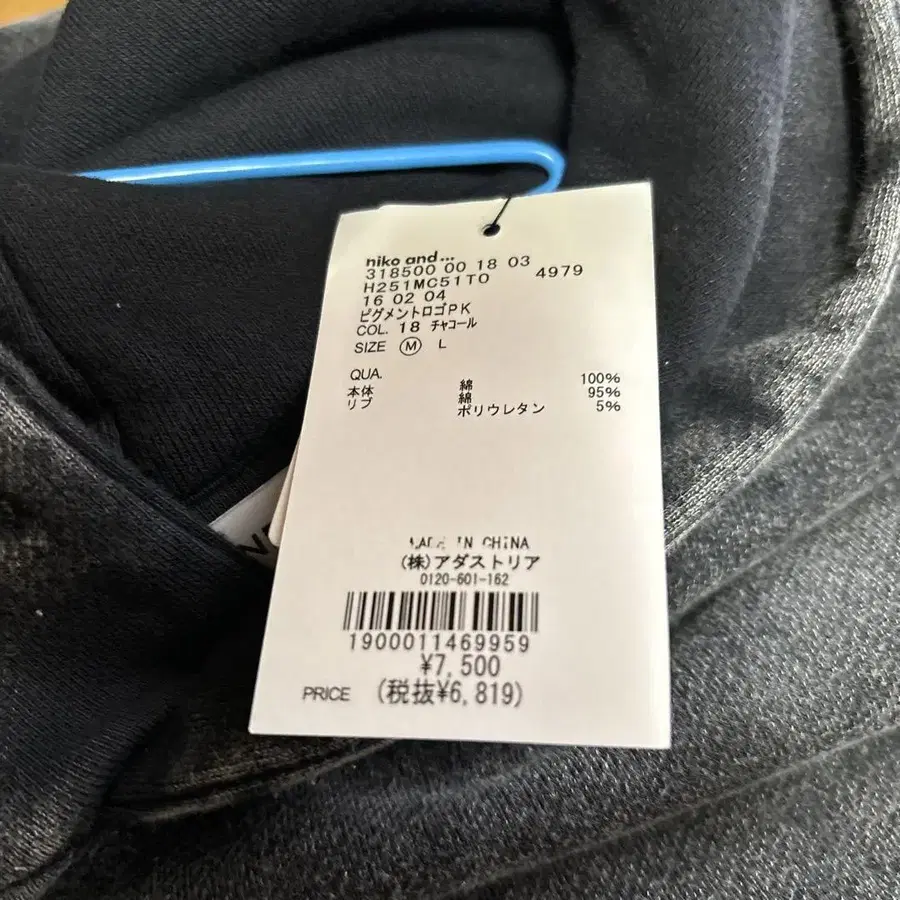 niko and...
318500 00 18 03
H251MC51TO 4979
16 02 04
ピグメントロゴPK
COL. 18 チャコール
SIZE Ⓜ L
QUA.
本体 綿 100%
リブ 綿 95%
ポリウレタン 5%
MADE IN CHINA
(株)アダストリア
0120-601-162
1900011469959
¥7,500
PRICE (税抜¥6,819)